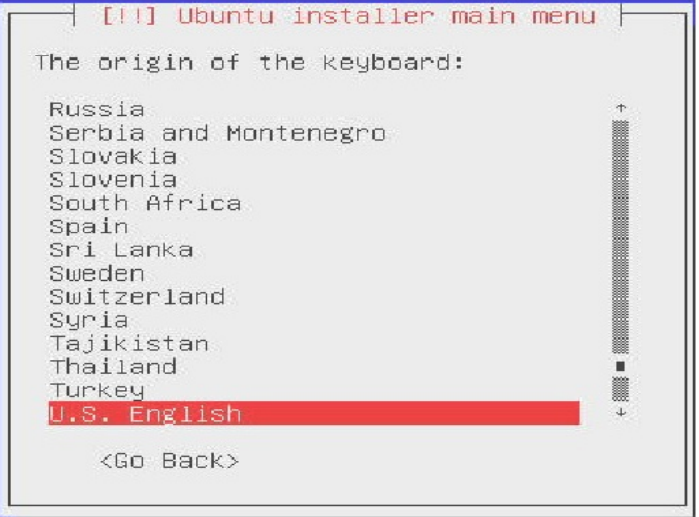 [!!] Ubuntu installer main menu
The origin of the keyboard:
Russia
Serbia and Montenegro
Slovakia
Slovenia
South Africa
Spain
Sri Lanka
Sweden
Switzerland
Syria
Tajikistan
Thailand
Turkey
U.S. English
<Go Back>